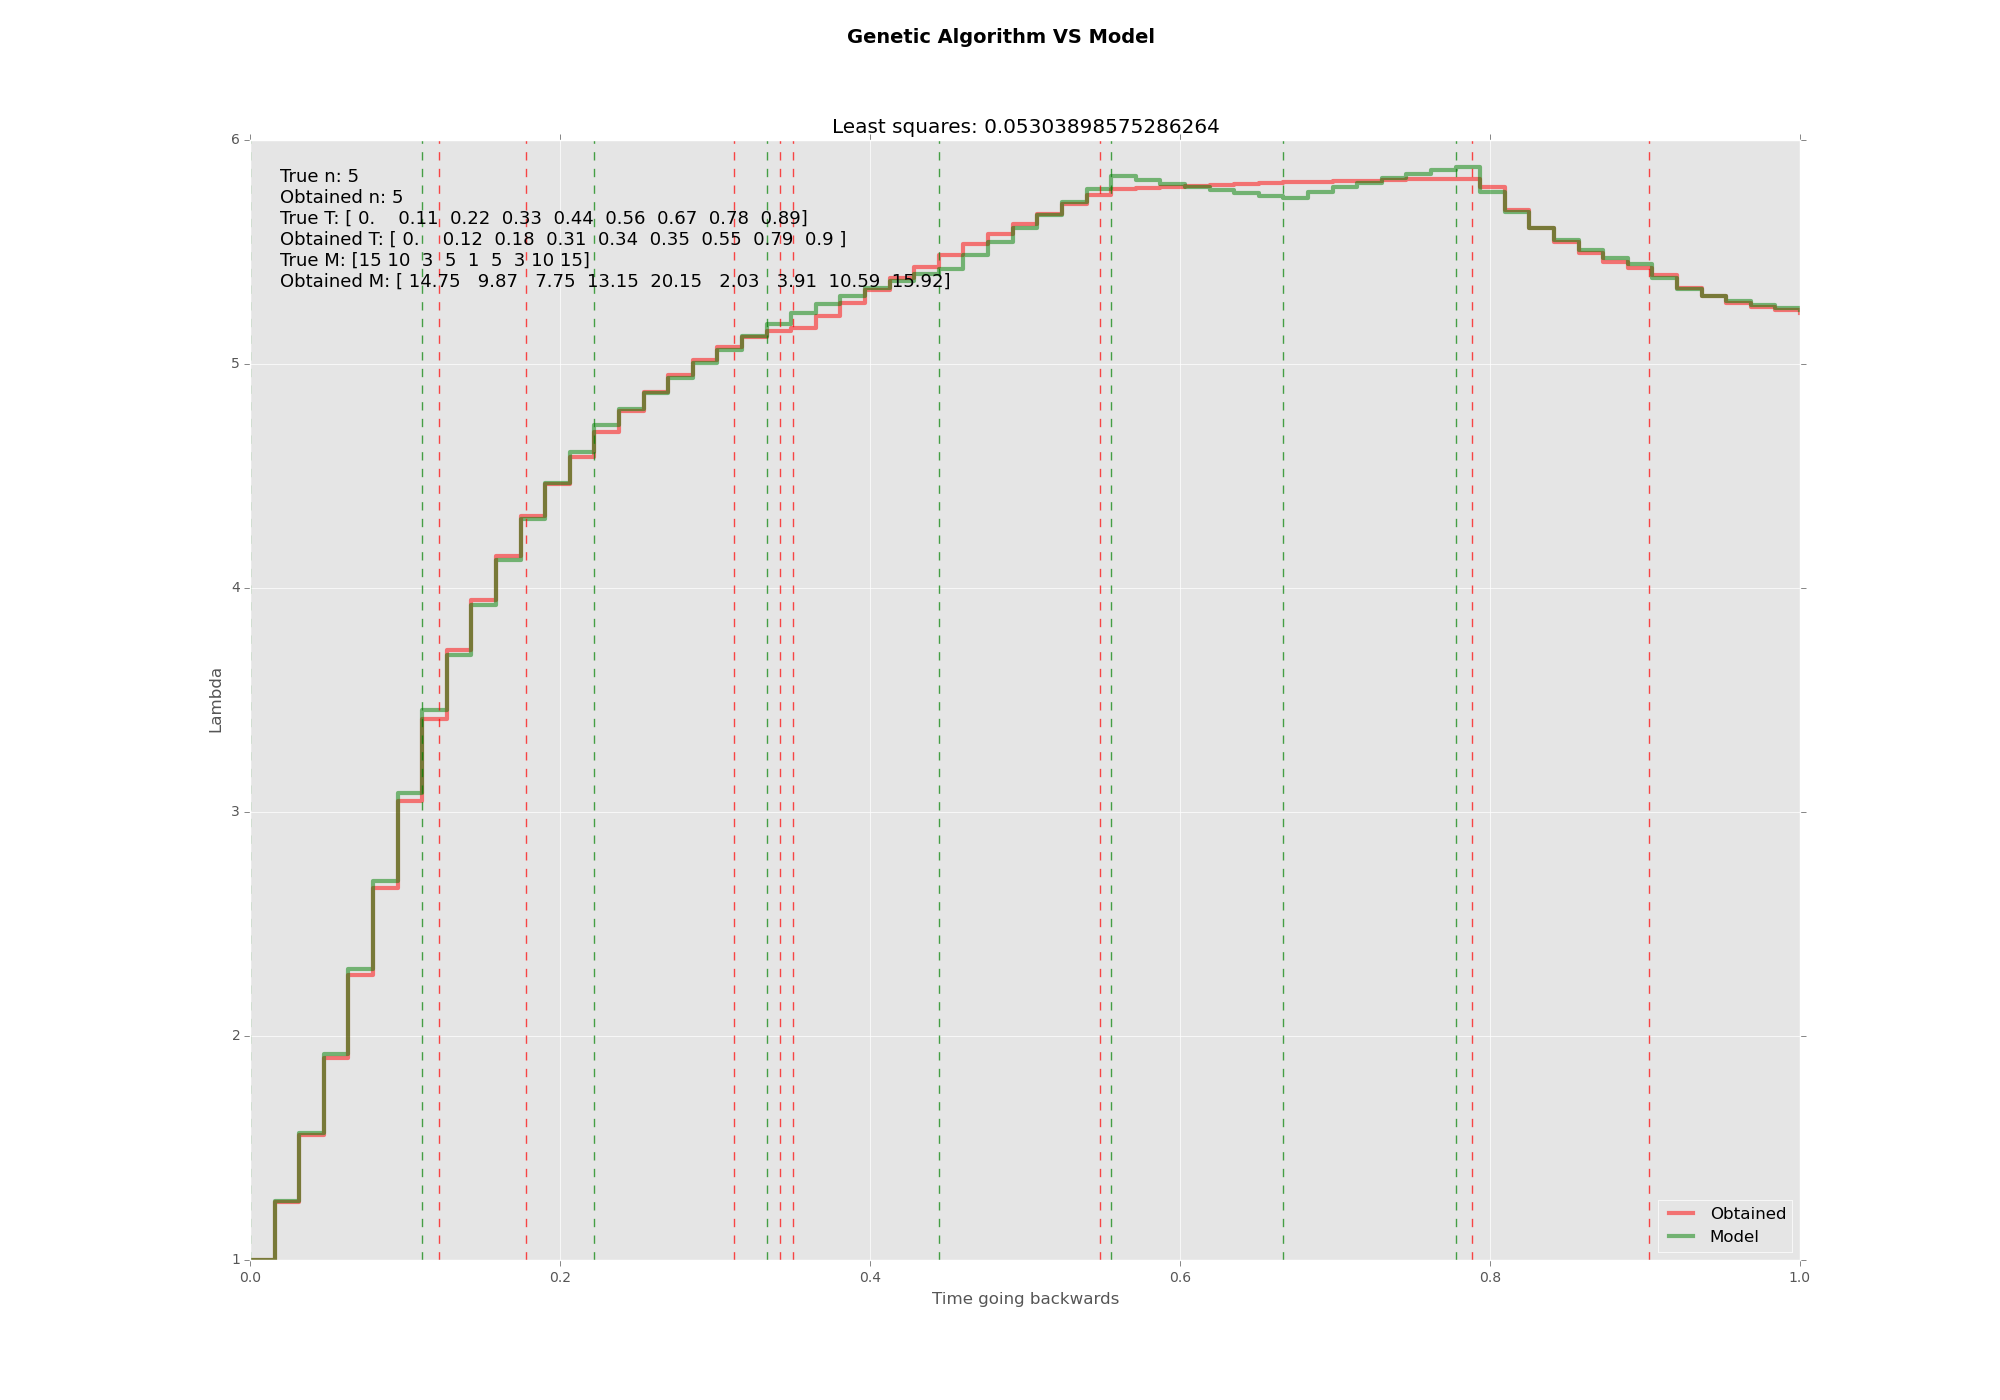 Genetic Algorithm VS Model
Least squares: 0.05303898575286264
6
True n: 5
Obtained n: 5
True T: [ 0. 0.11 0.22 0.33 0.44 0.56 0.67 0.78 0.89]
Obtained T: [ 0. 0.12 0.18 0.31 0.34 0.35 0.55 0.79 0.9 ]
True M: [15 10 3 5 1 5 3 10 15]
Obtained M: [ 14.75 9.87 7.75 13.15 20.15 2.03 3.91 10.59 15.92]
5
4
3
2
1
Lambda
Obtained
Model
0.0 0.2 0.4 0.6 0.8 1.0
Time going backwards